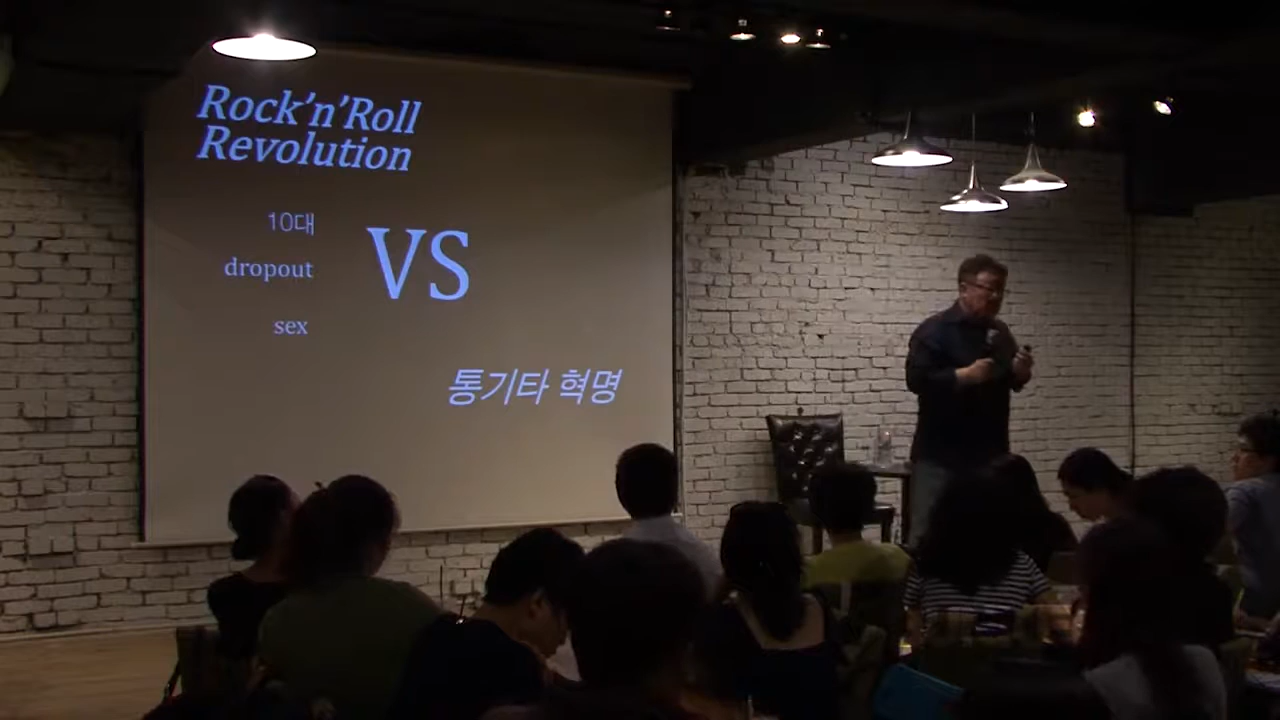 Rock'n'Roll
Revolution
10대
dropout
sex
VS
통기타 혁명